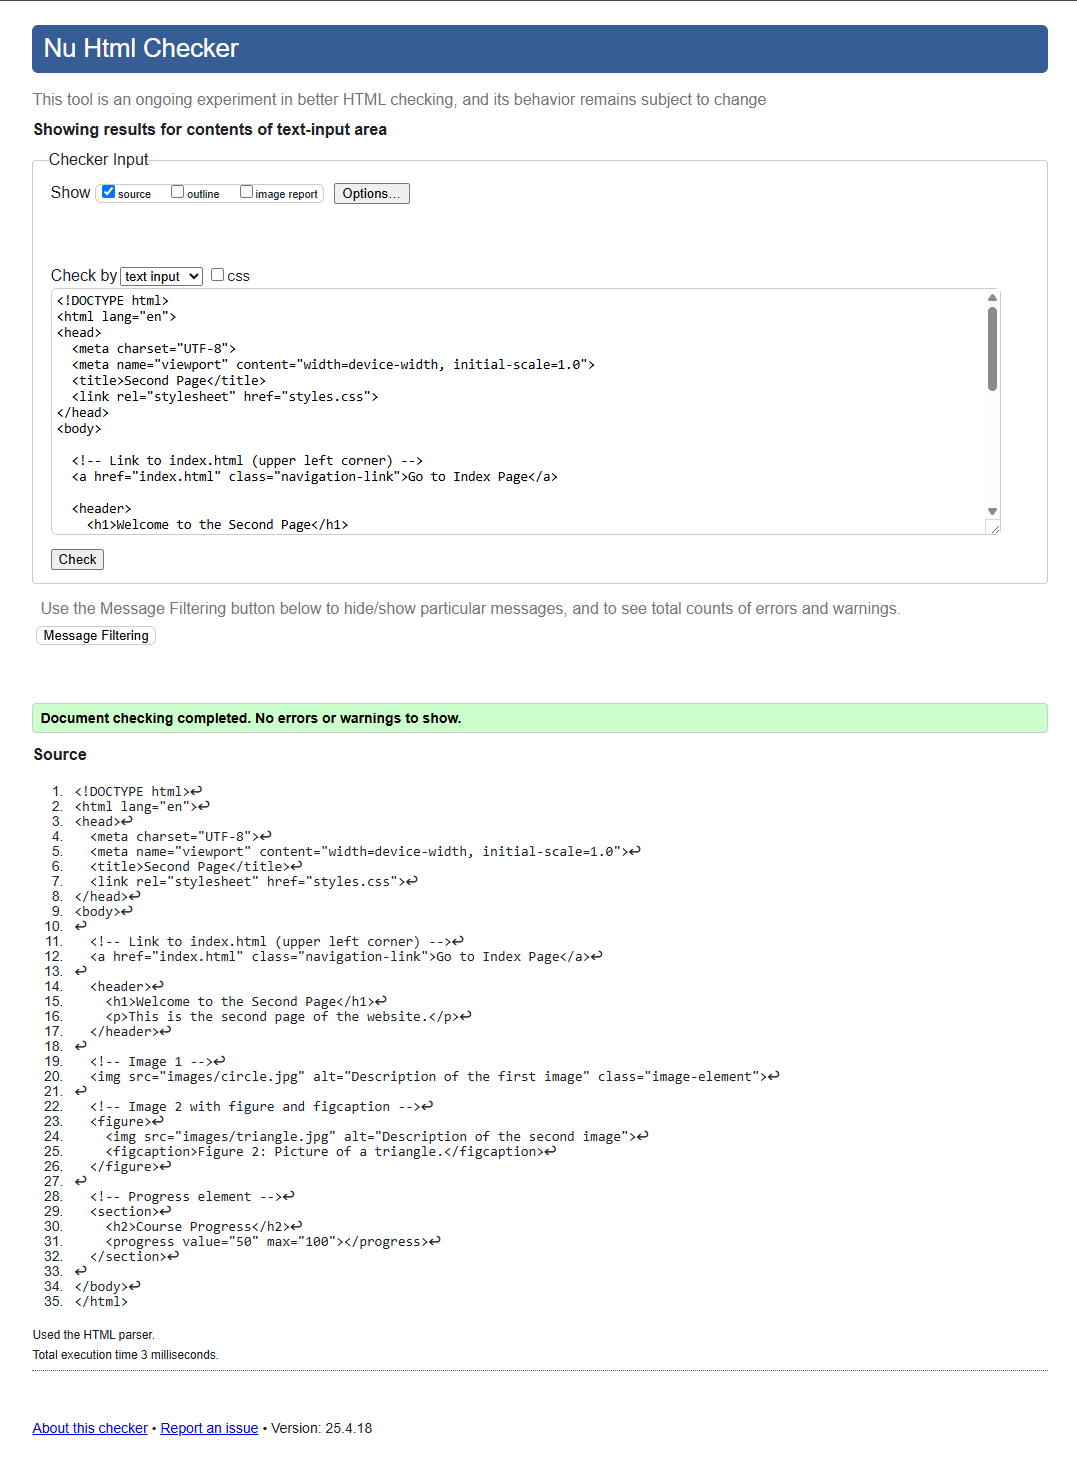 Nu Html Checker
This tool is an ongoing experiment in better HTML checking, and its behavior remains subject to change
Showing results for contents of text-input area
Checker Input
Show source outline image report Options...
Check by text input css
<!DOCTYPE html>
<html lang="en">
<head>
  <meta charset="UTF-8">
  <meta name="viewport" content="width=device-width, initial-scale=1.0">
  <title>Second Page</title>
  <link rel="stylesheet" href="styles.css">
</head>
<body>
  <!-- Link to index.html (upper left corner) -->
  <a href="index.html" class="navigation-link">Go to Index Page</a>
  <header>
    <h1>Welcome to the Second Page</h1>
Check
Use the Message Filtering button below to hide/show particular messages, and to see total counts of errors and warnings.
Message Filtering
Document checking completed. No errors or warnings to show.
Source
1. <!DOCTYPE html>↩
2. <html lang="en">↩
3. <head>↩
4.   <meta charset="UTF-8">↩
5.   <meta name="viewport" content="width=device-width, initial-scale=1.0">↩
6.   <title>Second Page</title>↩
7.   <link rel="stylesheet" href="styles.css">↩
8. </head>↩
9. <body>↩
10. ↩
11.   <!-- Link to index.html (upper left corner) -->↩
12.   <a href="index.html" class="navigation-link">Go to Index Page</a>↩
13. ↩
14.   <header>↩
15.     <h1>Welcome to the Second Page</h1>↩
16.     <p>This is the second page of the website.</p>↩
17.   </header>↩
18. ↩
19.   <!-- Image 1 -->↩
20.   <img src="images/circle.jpg" alt="Description of the first image" class="image-element">↩
21. ↩
22.   <!-- Image 2 with figure and figcaption -->↩
23.   <figure>↩
24.     <img src="images/triangle.jpg" alt="Description of the second image">↩
25.     <figcaption>Figure 2: Picture of a triangle.</figcaption>↩
26.   </figure>↩
27. ↩
28.   <!-- Progress element -->↩
29.   <section>↩
30.     <h2>Course Progress</h2>↩
31.     <progress value="50" max="100"></progress>↩
32.   </section>↩
33. ↩
34. </body>↩
35. </html>
Used the HTML parser.
Total execution time 3 milliseconds.
About this checker • Report an issue • Version: 25.4.18